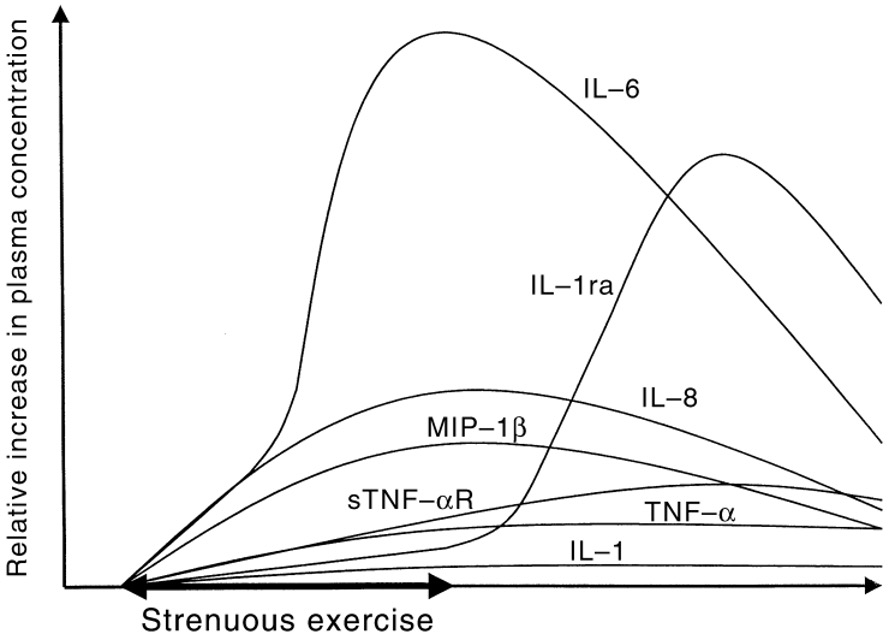 Relative increase in plasma concentration
IL–6
IL–1ra
IL–8
MIP–1β
sTNF–αR
TNF–α
IL–1
Strenuous exercise